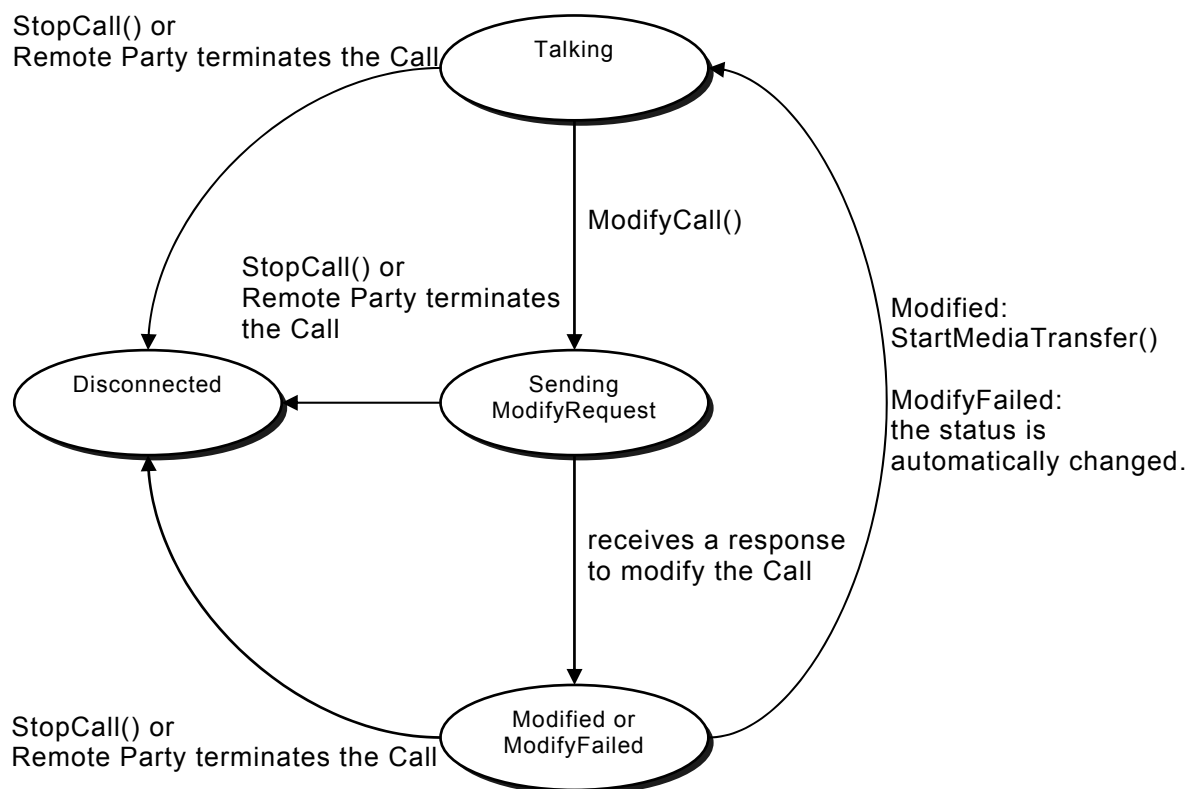 StopCall() or
Remote Party terminates the Call
Talking
ModifyCall()
StopCall() or
Remote Party terminates
the Call
Modified:
StartMediaTransfer()
ModifyFailed:
the status is
automatically changed.
Disconnected
Sending
ModifyRequest
receives a response
to modify the Call
StopCall() or
Remote Party terminates the Call
Modified or
ModifyFailed